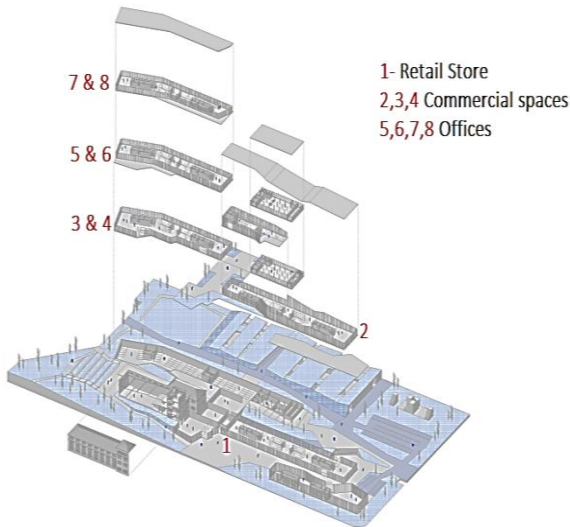 7 & 8
5 & 6
3 & 4
2
1
1- Retail Store
2,3,4 Commercial spaces
5,6,7,8 Offices